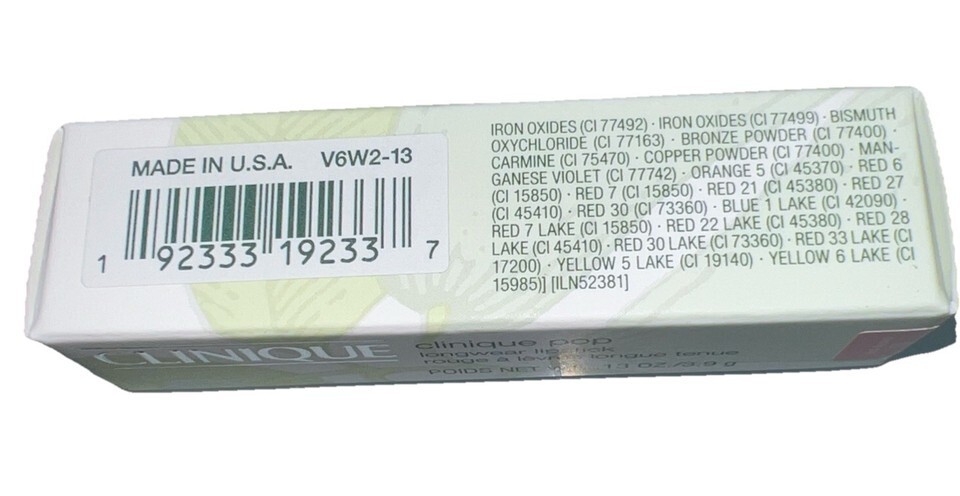 MADE IN U.S.A. V6W2-13
1 92333 19233 7
IRON OXIDES (CI 77492) · IRON OXIDES (CI 77499) · BISMUTH
OXYCHLORIDE (CI 77163) · BRONZE POWDER (CI 77400) ·
CARMINE (CI 75470) · COPPER POWDER (CI 77400) · MAN-
GANESE VIOLET (CI 77742) · ORANGE 5 (CI 45370) · RED 6
(CI 15850) · RED 7 (CI 15850) · RED 21 (CI 45380) · RED 27
(CI 45410) · RED 30 (CI 73360) · BLUE 1 LAKE (CI 42090) ·
RED 7 LAKE (CI 15850) · RED 22 LAKE (CI 45380) · RED 28
LAKE (CI 45410) · RED 30 LAKE (CI 73360) · RED 33 LAKE (CI
17200) · YELLOW 5 LAKE (CI 19140) · YELLOW 6 LAKE (CI
15985)] [ILN52381]
CLINIQUE
clinique pop
longwear lipstick
rouge à lèvres longue tenue
POIDS NET .13 OZ./3.9 g